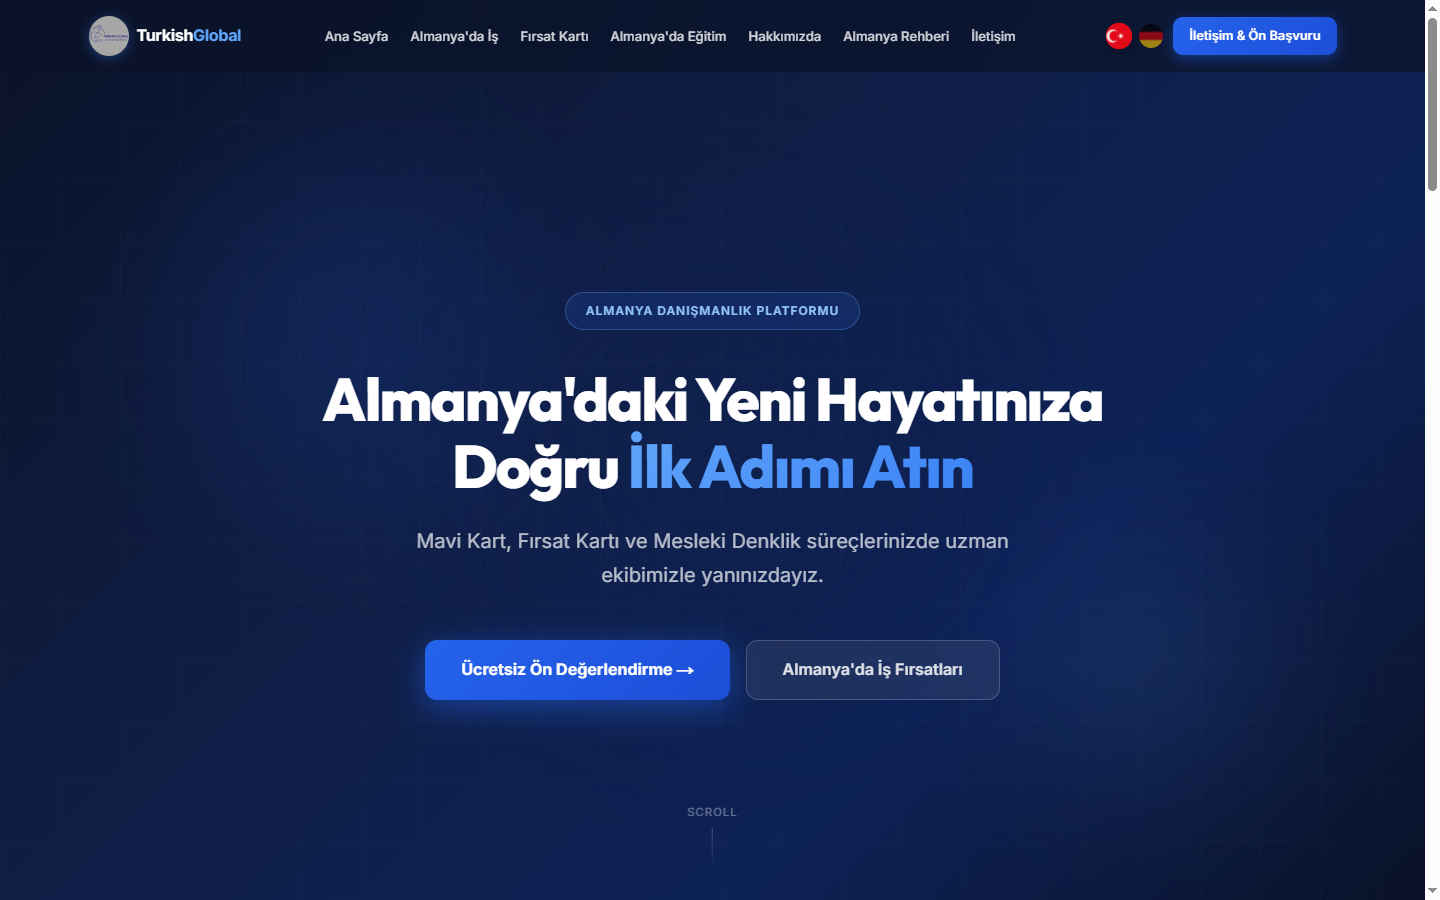 TurkishGlobal
Ana Sayfa
Almanya'da İş
Fırsat Kartı
Almanya'da Eğitim
Hakkımızda
Almanya Rehberi
İletişim
İletişim & Ön Başvuru
ALMANYA DANIŞMANLIK PLATFORMU
Almanya'daki Yeni Hayatınıza
Doğru İlk Adımı Atın
Mavi Kart, Fırsat Kartı ve Mesleki Denklik süreçlerinizde uzman
ekibimizle yanınızdayız.
Ücretsiz Ön Değerlendirme →
Almanya'da İş Fırsatları
SCROLL